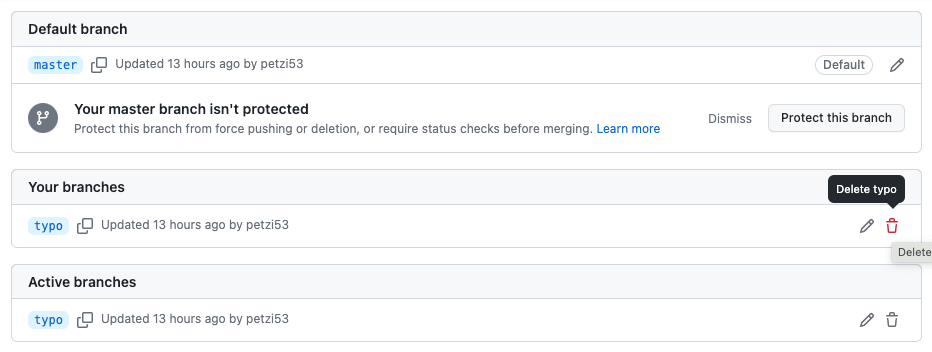 Default branch
master Updated 13 hours ago by petzi53 Default
Your master branch isn't protected
Protect this branch from force pushing or deletion, or require status checks before merging. Learn more
Dismiss Protect this branch
Your branches Delete typo
typo Updated 13 hours ago by petzi53
Delete
Active branches
typo Updated 13 hours ago by petzi53